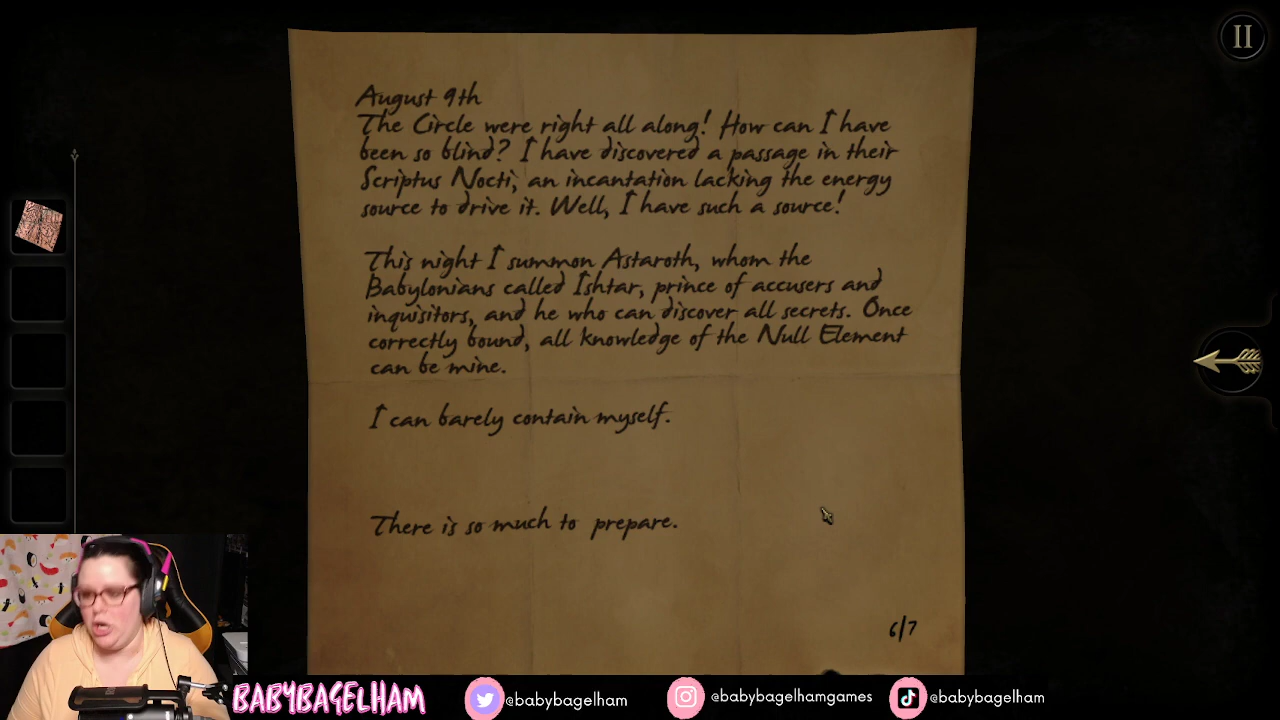 August 9th
The Circle were right all along! How can I have
been so blind? I have discovered a passage in their
Scriptus Nocti, an incantation lacking the energy
source to drive it. Well, I have such a source!
This night I summon Astaroth, whom the
Babylonians called Ishtar, prince of accusers and
inquisitors, and he who can discover all secrets. Once
correctly bound, all knowledge of the Null Element
can be mine.
I can barely contain myself.
There is so much to prepare.
6/7
BABYBAGELHAM
@babybagelham
@babybagelhamgames
@babybagelham